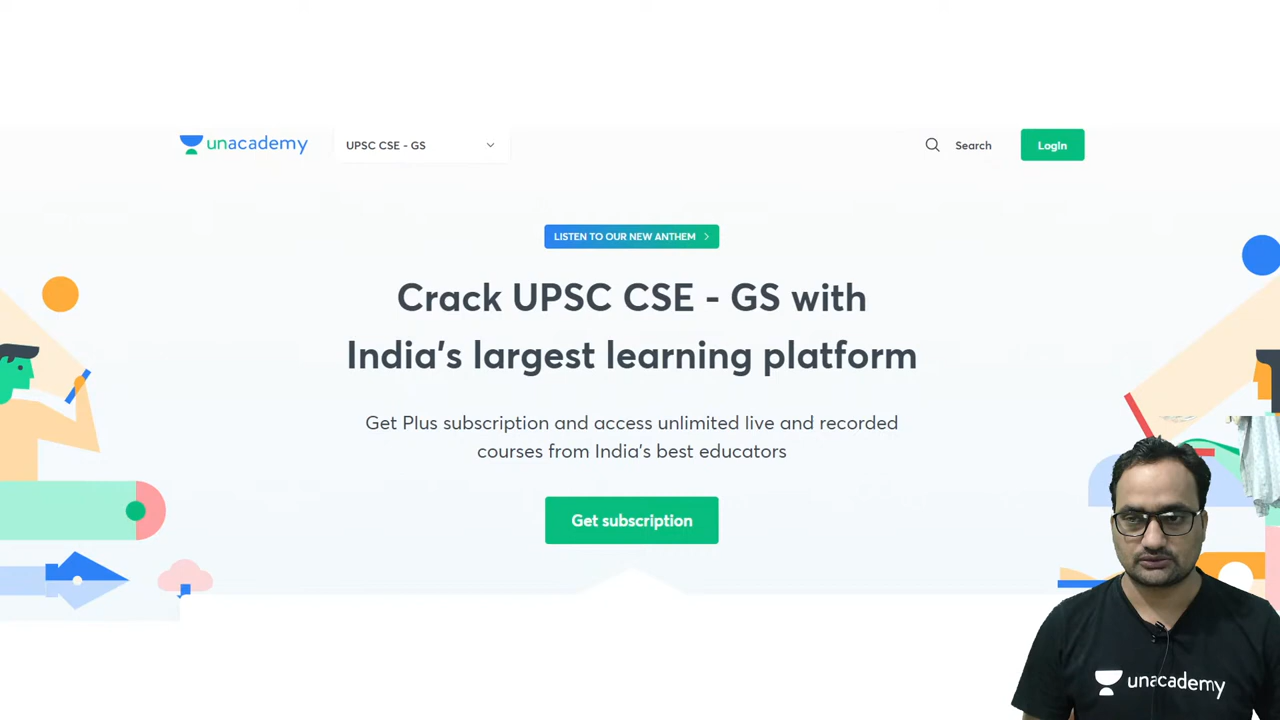 unacademy
UPSC CSE - GS
Search
Login
LISTEN TO OUR NEW ANTHEM
Crack UPSC CSE - GS with
India's largest learning platform
Get Plus subscription and access unlimited live and recorded
courses from India's best educators
Get subscription
unacademy